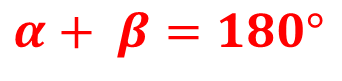 α + β = 180°